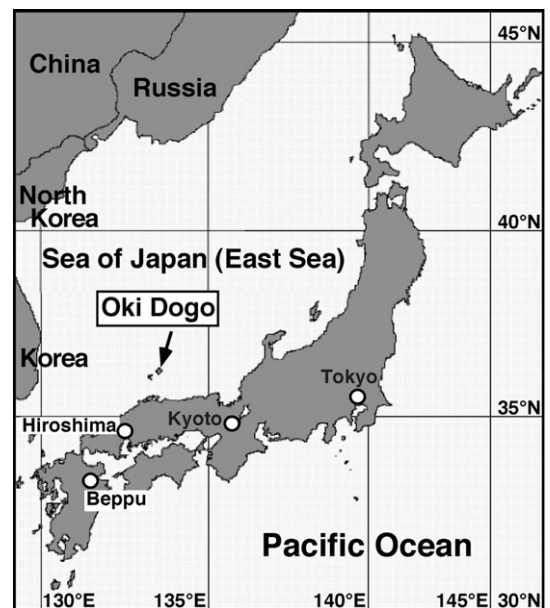 45°N
China
Russia
North
Korea
40°N
Sea of Japan (East Sea)
Oki Dogo
Korea
Tokyo
Hiroshima
Kyoto
35°N
Beppu
Pacific Ocean
130°E 135°E 140°E 145°E 30°N